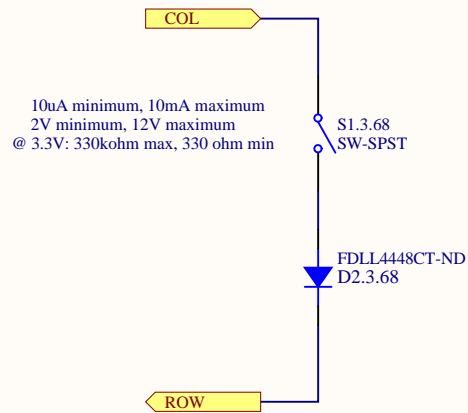 COL
10uA minimum, 10mA maximum
2V minimum, 12V maximum
@ 3.3V: 330kohm max, 330 ohm min
S1.3.68
SW-SPST
FDLL4448CT-ND
D2.3.68
ROW